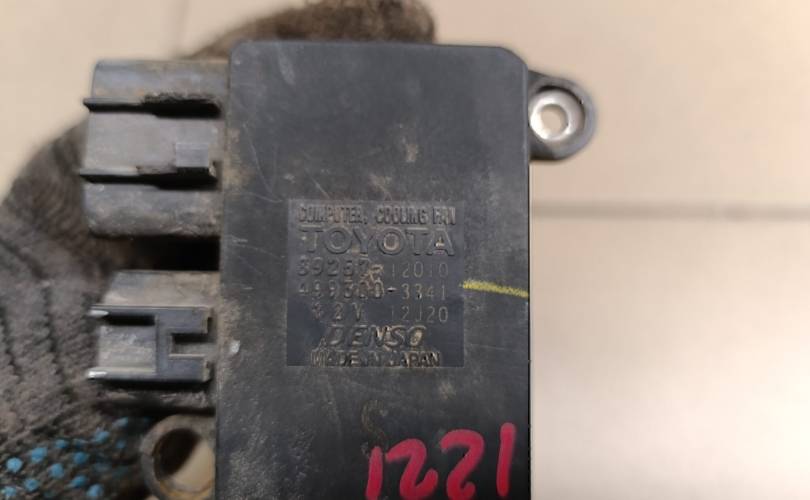 COMPUTER, COOLING FAN
TOYOTA
89257-12010
499300-3341
12V 12J20
DENSO
MADE IN JAPAN
S
1221